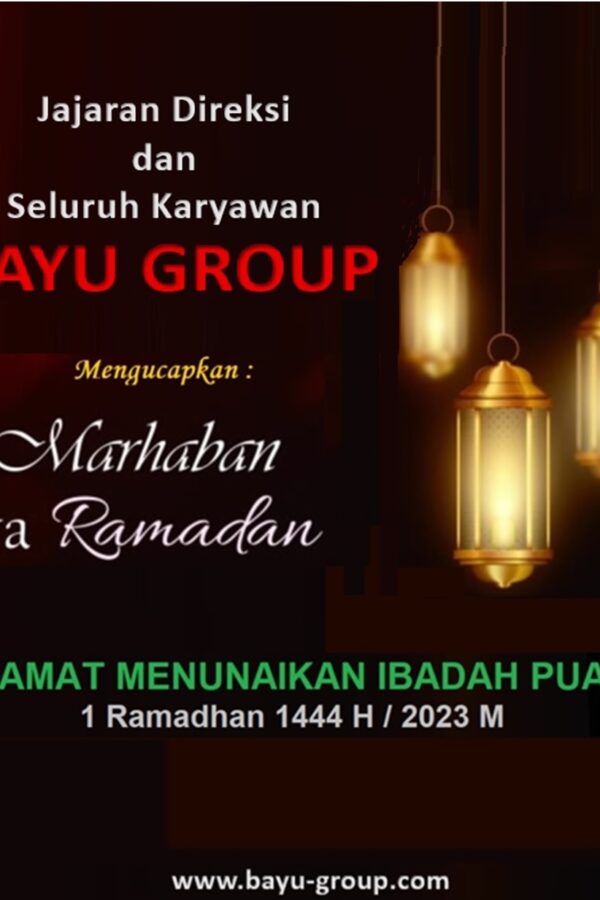 Jajaran Direksi
dan
Seluruh Karyawan
AYU GROUP
Mengucapkan :
Marhaban
a Ramadan
AMAT MENUNAIKAN IBADAH PUA
1 Ramadhan 1444 H / 2023 M
www.bayu-group.com